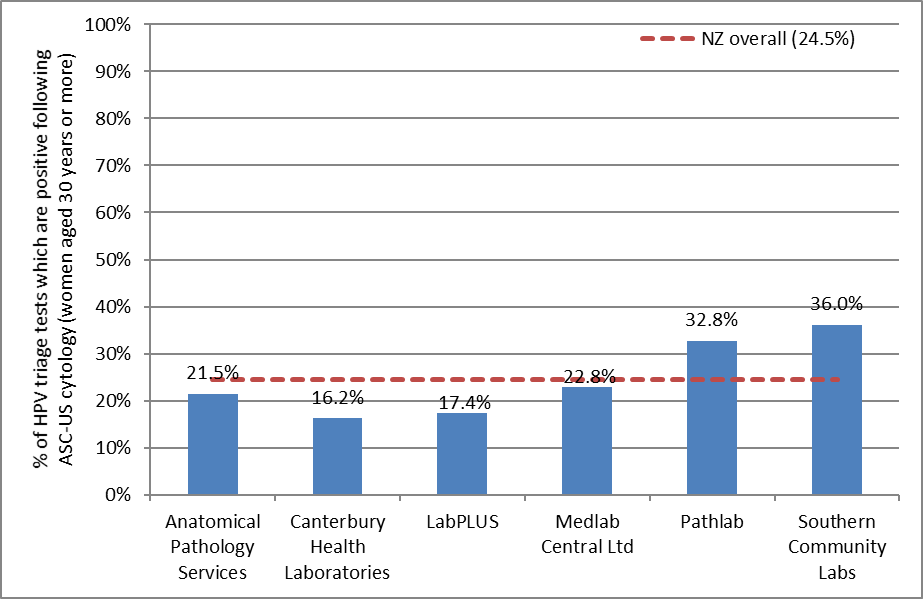 % of HPV triage tests which are positive following
ASC-US cytology (women aged 30 years or more)
100%
90%
80%
70%
60%
50%
40%
30%
20%
10%
0%
NZ overall (24.5%)
21.5%
16.2%
17.4%
22.8%
32.8%
36.0%
Anatomical
Pathology
Services
Canterbury
Health
Laboratories
LabPLUS
Medlab
Central Ltd
Pathlab
Southern
Community
Labs